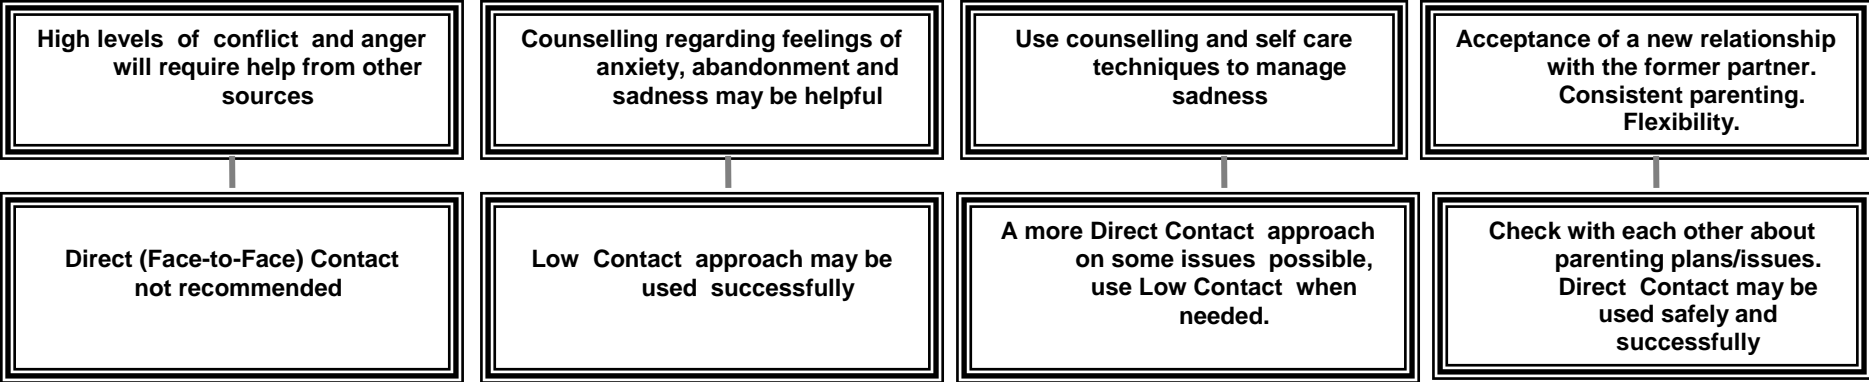 High levels of conflict and anger
will require help from other
sources
Counselling regarding feelings of
anxiety, abandonment and
sadness may be helpful
Use counselling and self care
techniques to manage
sadness
Acceptance of a new relationship
with the former partner.
Consistent parenting.
Flexibility.
Direct (Face-to-Face) Contact
not recommended
Low Contact approach may be
used successfully
A more Direct Contact approach
on some issues possible,
use Low Contact when
needed.
Check with each other about
parenting plans/issues.
Direct Contact may be
used safely and
successfully